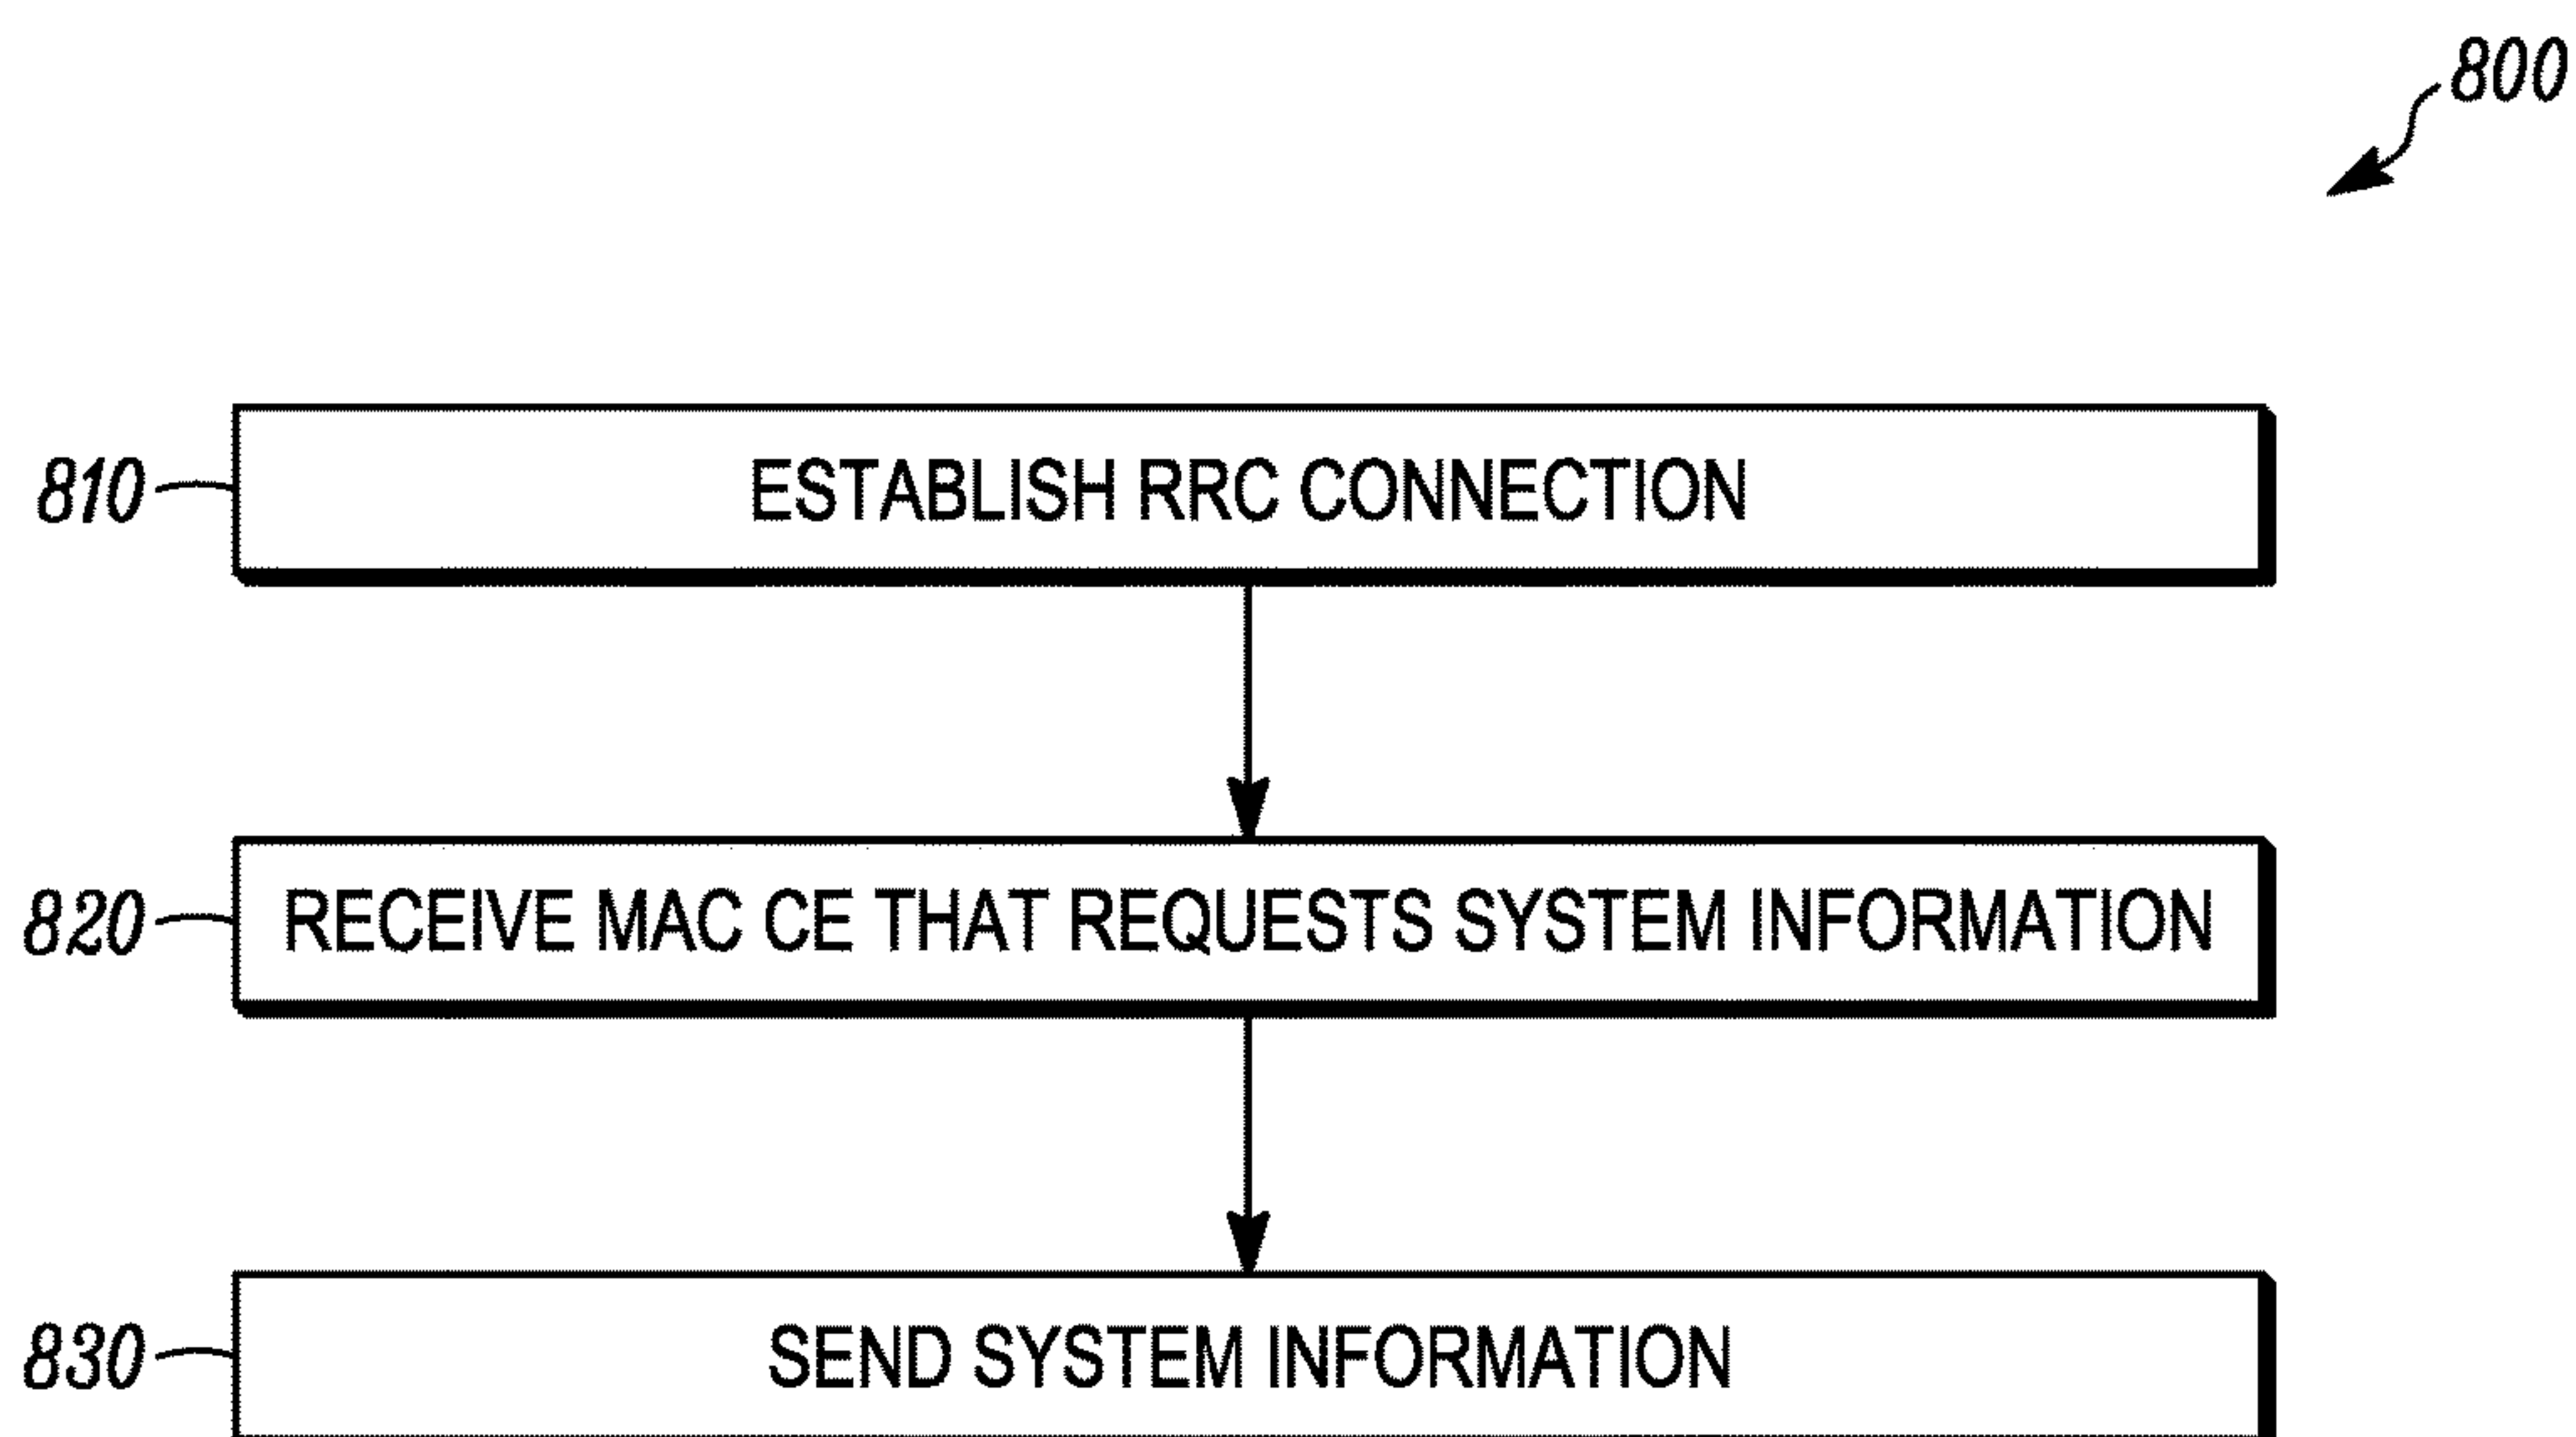 800
810 ESTABLISH RRC CONNECTION
820 RECEIVE MAC CE THAT REQUESTS SYSTEM INFORMATION
830 SEND SYSTEM INFORMATION